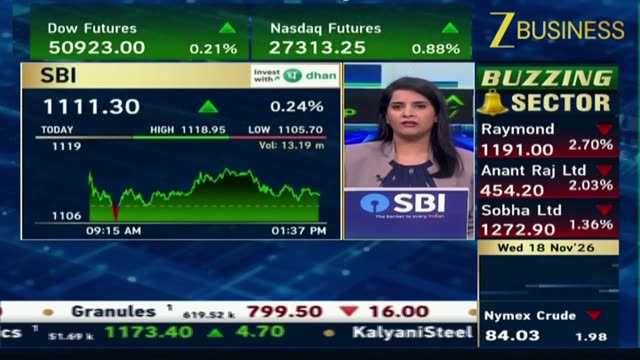 Dow Futures
50923.00 0.21%
Nasdaq Futures
27313.25 0.88%
Z BUSINESS
SBI
Invest with dhan
1111.30 0.24%
TODAY HIGH 1118.95 LOW 1105.70
1119 Vol: 13.19 m
1106
09:15 AM 01:37 PM
SBI
The banker to every Indian
BUZZING
SECTOR
Raymond
1191.00 2.70%
Anant Raj Ltd
454.20 2.03%
Sobha Ltd
1272.90 1.36%
Wed 18 Nov'26
Nymex Crude
84.03 1.98
Granules 1 619.52 k 799.50 16.00
cs 1 51.69 k 1173.40 4.70 KalyaniSteel